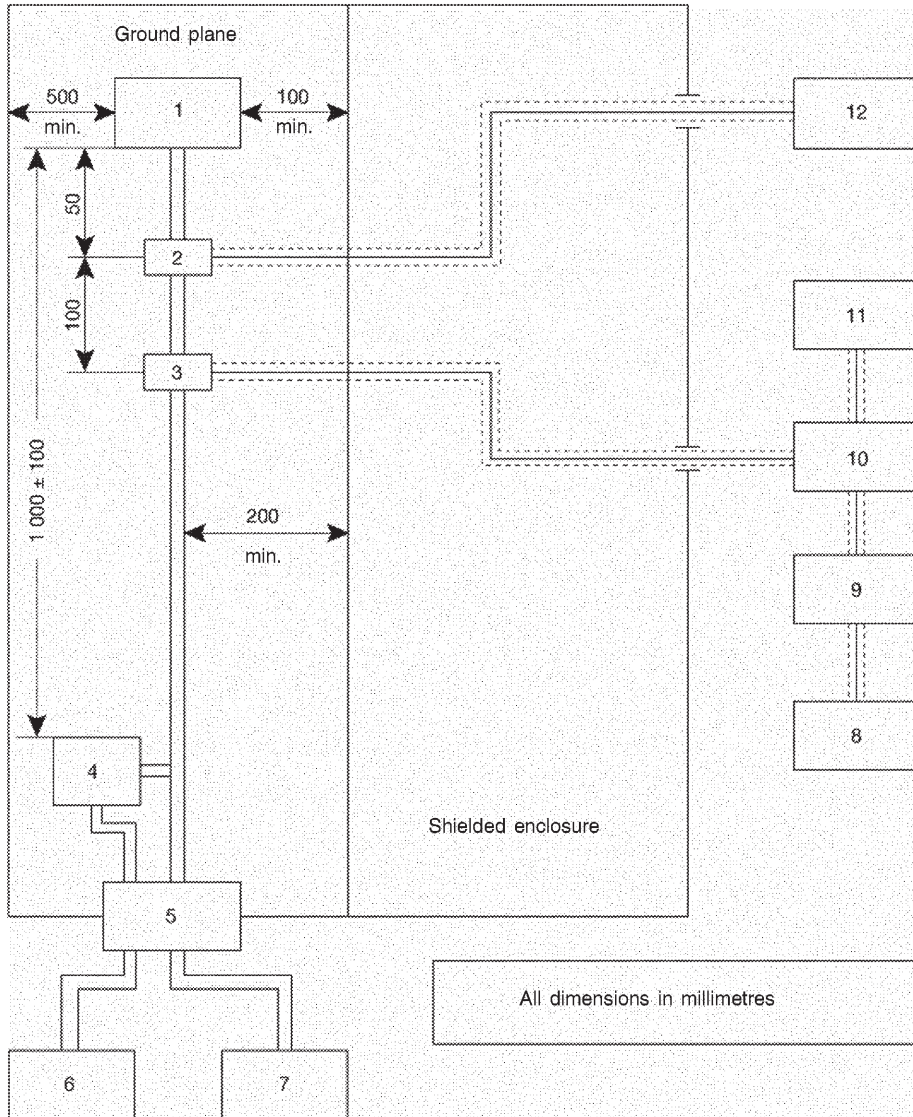 Ground plane
500
min.
1
100
min.
12
50
2
100
11
3
10
1 000 ± 100
200
min.
9
4
8
Shielded enclosure
5
All dimensions in millimetres
6
7